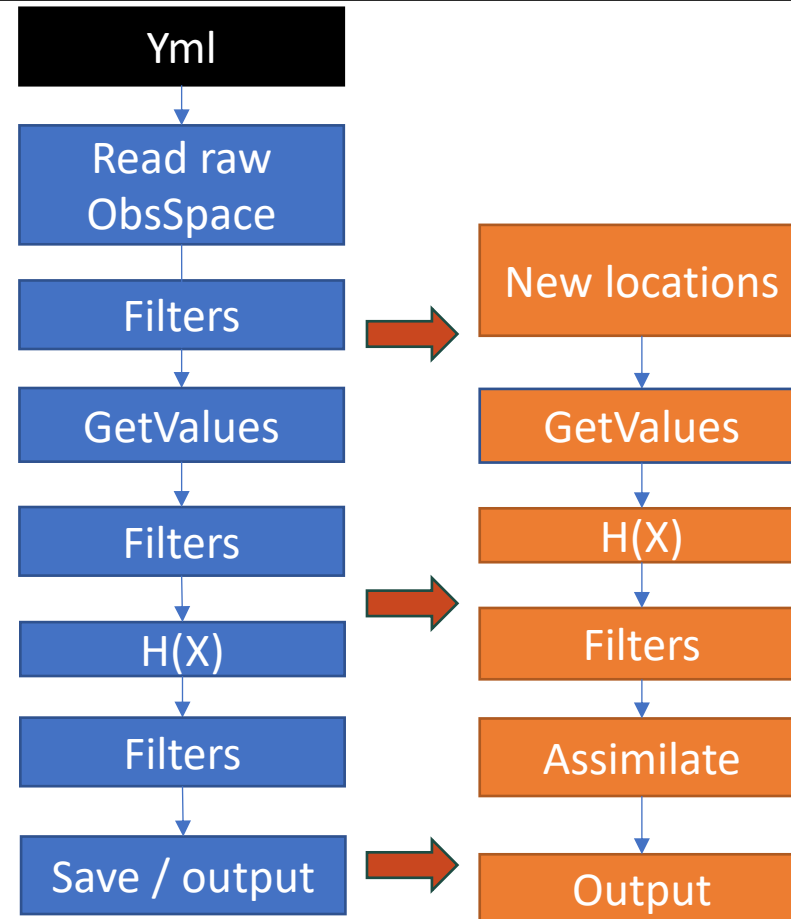 Yml
Read raw
ObsSpace
Filters
GetValues
Filters
H(X)
Filters
Save / output
New locations
GetValues
H(X)
Filters
Assimilate
Output